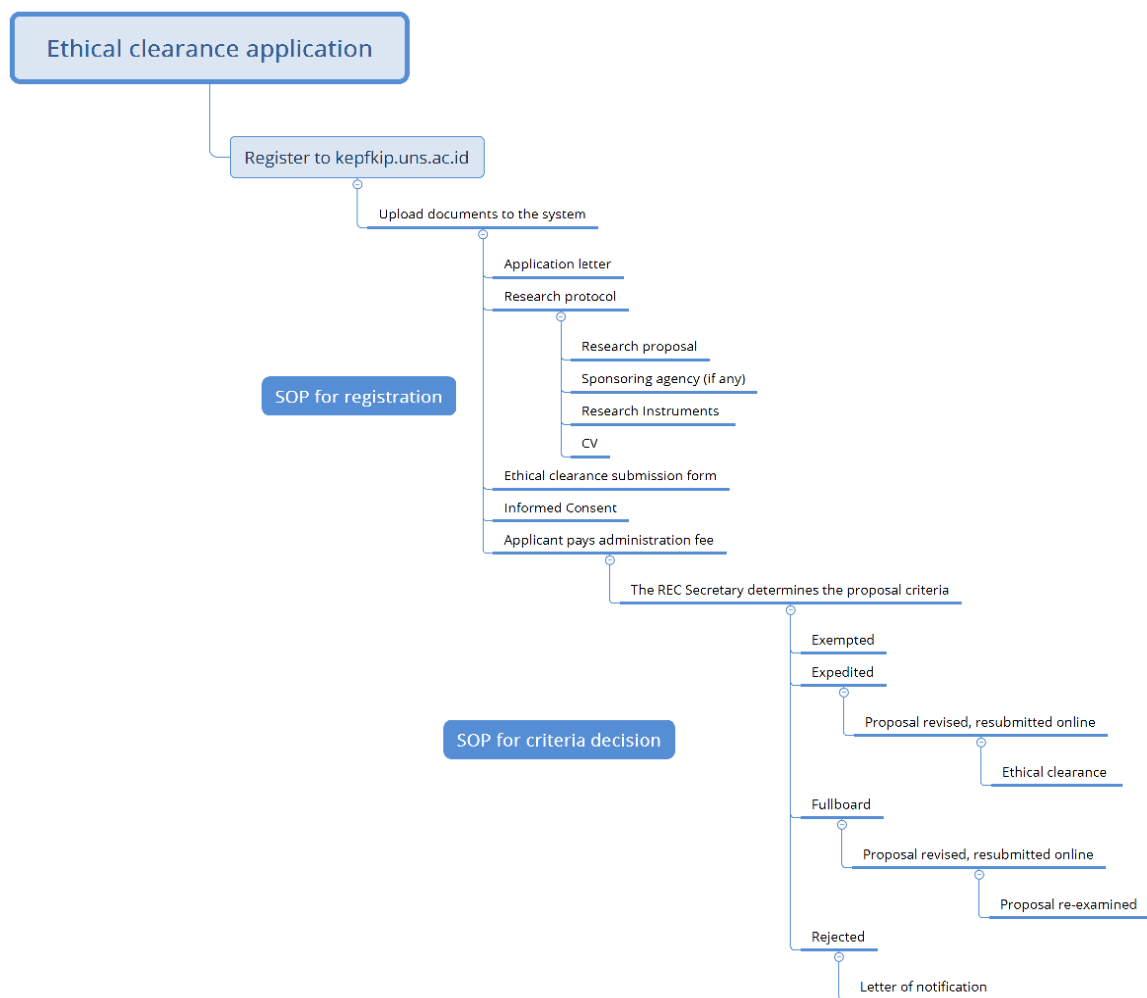 Ethical clearance application
Register to kepfkip.uns.ac.id
Upload documents to the system
Application letter
Research protocol
Research proposal
Sponsoring agency (if any)
SOP for registration
Research Instruments
CV
Ethical clearance submission form
Informed Consent
Applicant pays administration fee
The REC Secretary determines the proposal criteria
Exempted
Expedited
Proposal revised, resubmitted online
SOP for criteria decision
Ethical clearance
Fullboard
Proposal revised, resubmitted online
Proposal re-examined
Rejected
Letter of notification